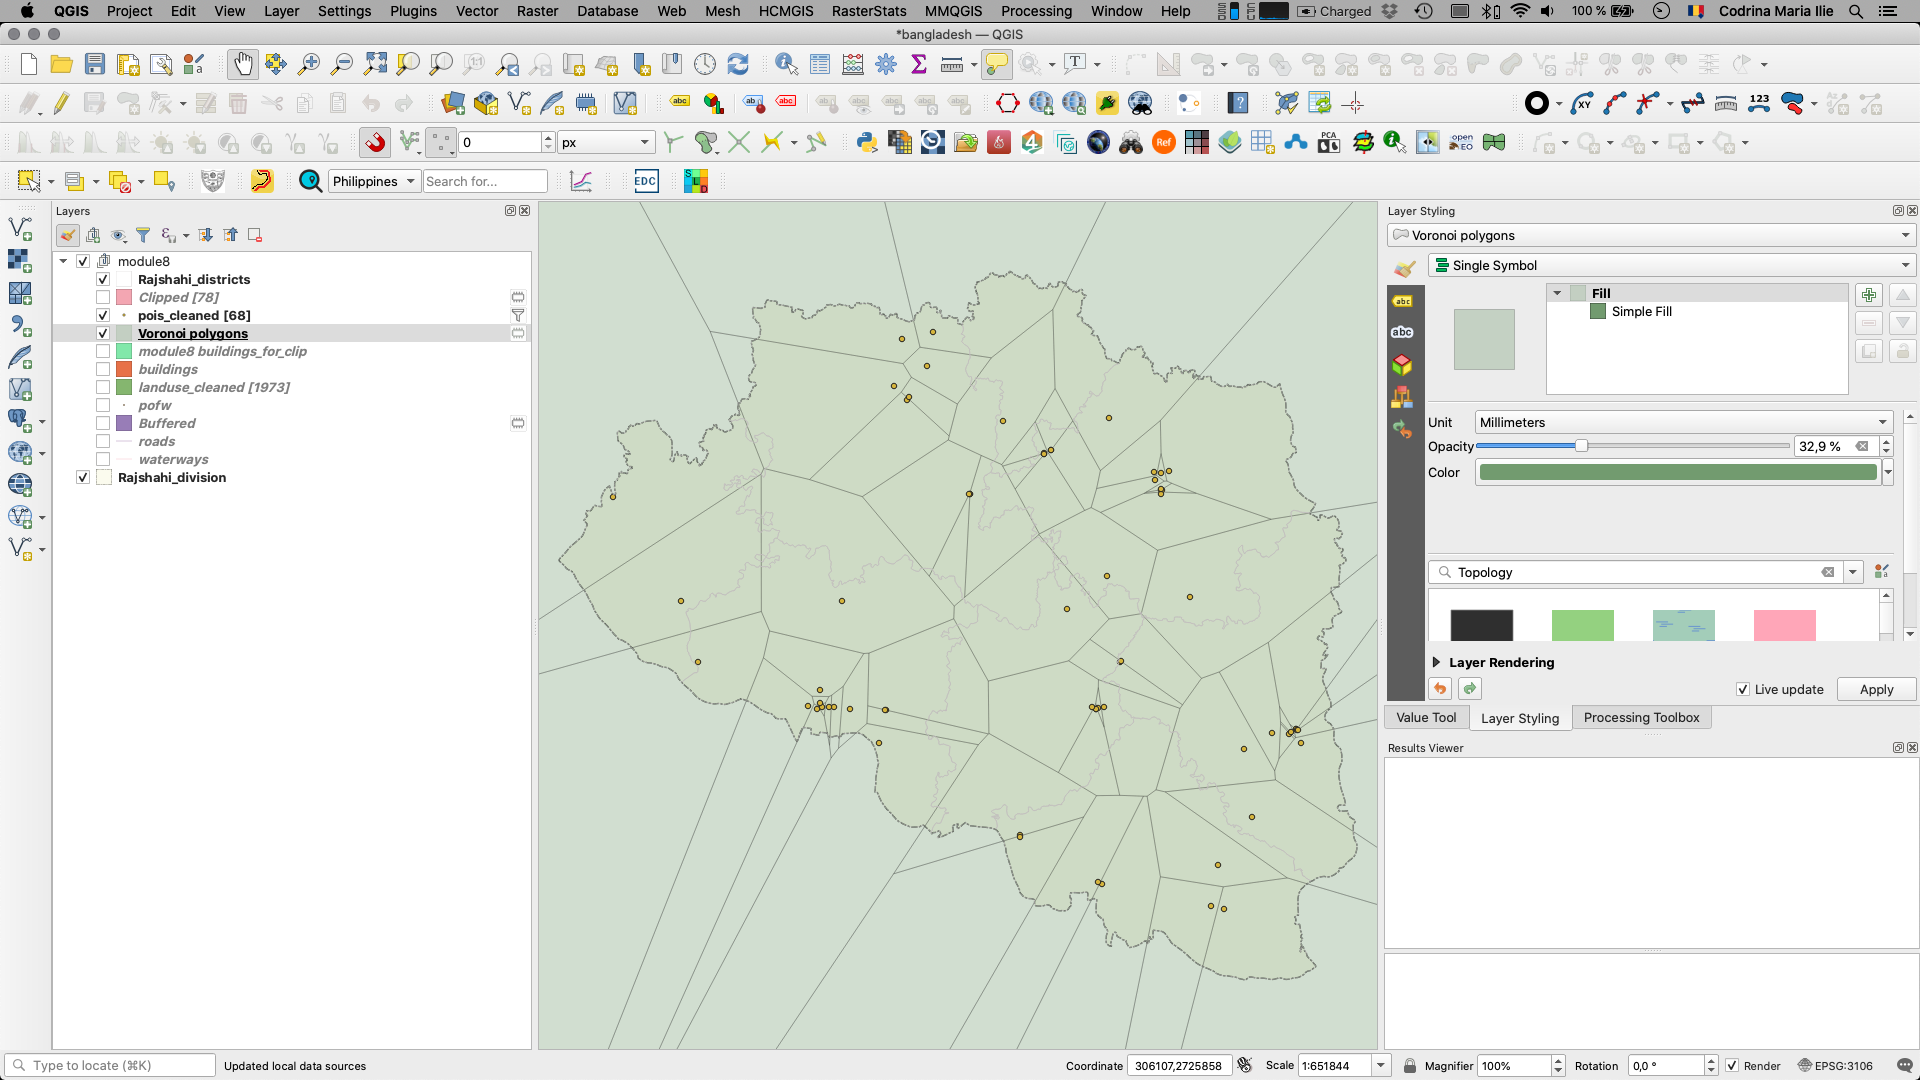 QGIS Project Edit View Layer Settings Plugins Vector Raster Database Web Mesh HCMGIS RasterStats MMQGIS Processing Window Help Charged 100 % Codrina Maria Ilie
*bangladesh — QGIS
0 px
Philippines Search for... EDC
Layers
module8
Rajshahi_districts
Clipped [78]
pois_cleaned [68]
Voronoi polygons
module8 buildings_for_clip
buildings
landuse_cleaned [1973]
pofw
Buffered
roads
waterways
Rajshahi_division
Layer Styling
Voronoi polygons
Single Symbol
Fill
Simple Fill
Unit Millimeters
Opacity 32,9 %
Color
Topology
Layer Rendering
Live update Apply
Value Tool Layer Styling Processing Toolbox
Results Viewer
Type to locate (⌘K) Updated local data sources Coordinate 306107,2725858 Scale 1:651844 Magnifier 100% Rotation 0,0 ° Render EPSG:3106